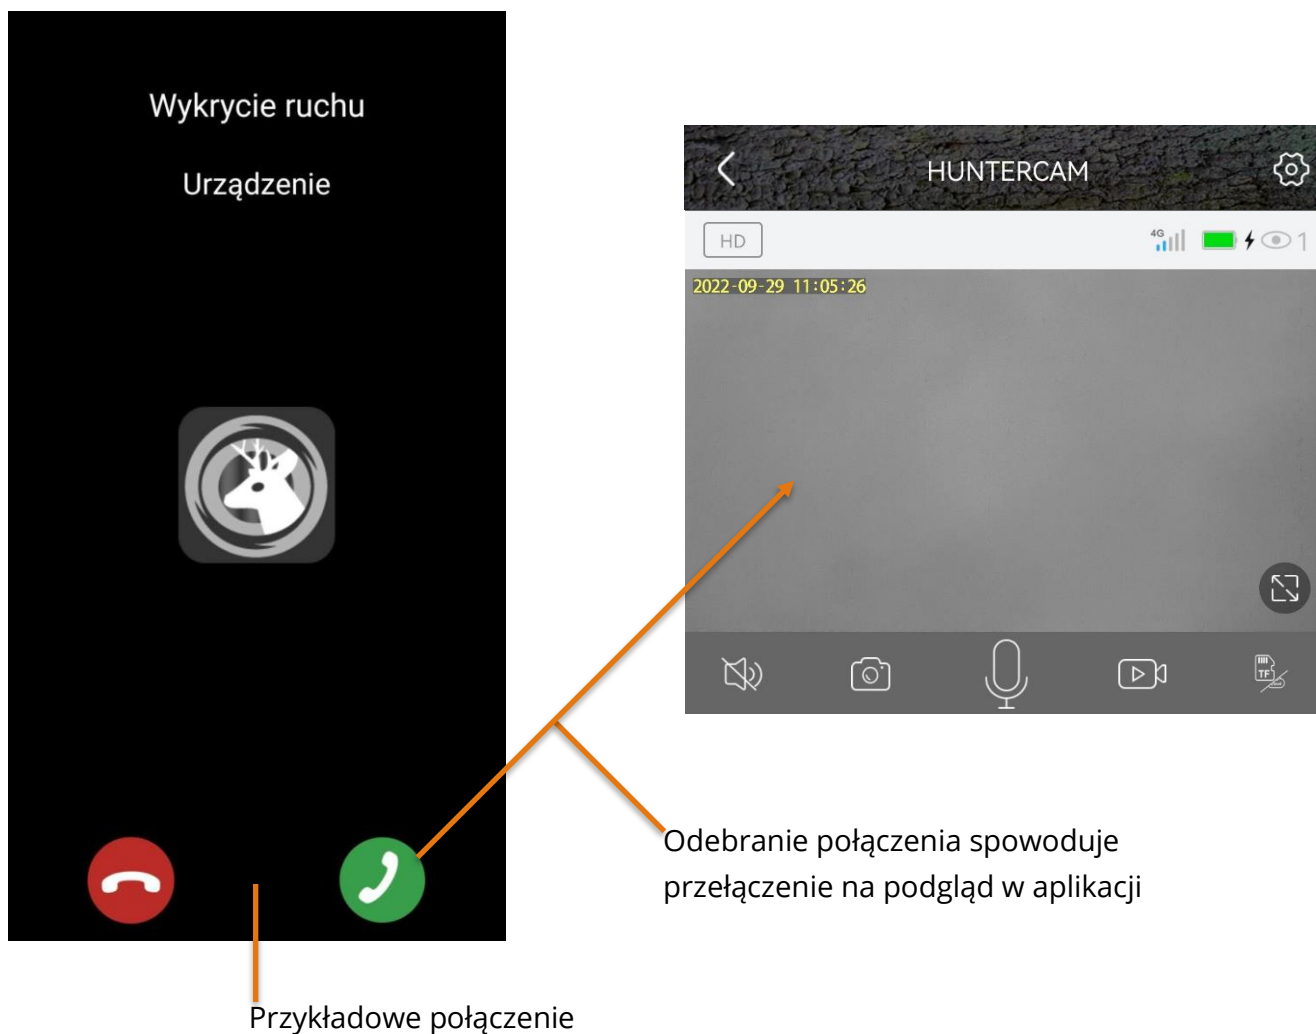 Wykrycie ruchu
Urządzenie
HUNTERCAM
HD
4G
1
2022-09-29 11:05:26
TF
Odebranie połączenia spowoduje
przełączenie na podgląd w aplikacji
Przykładowe połączenie